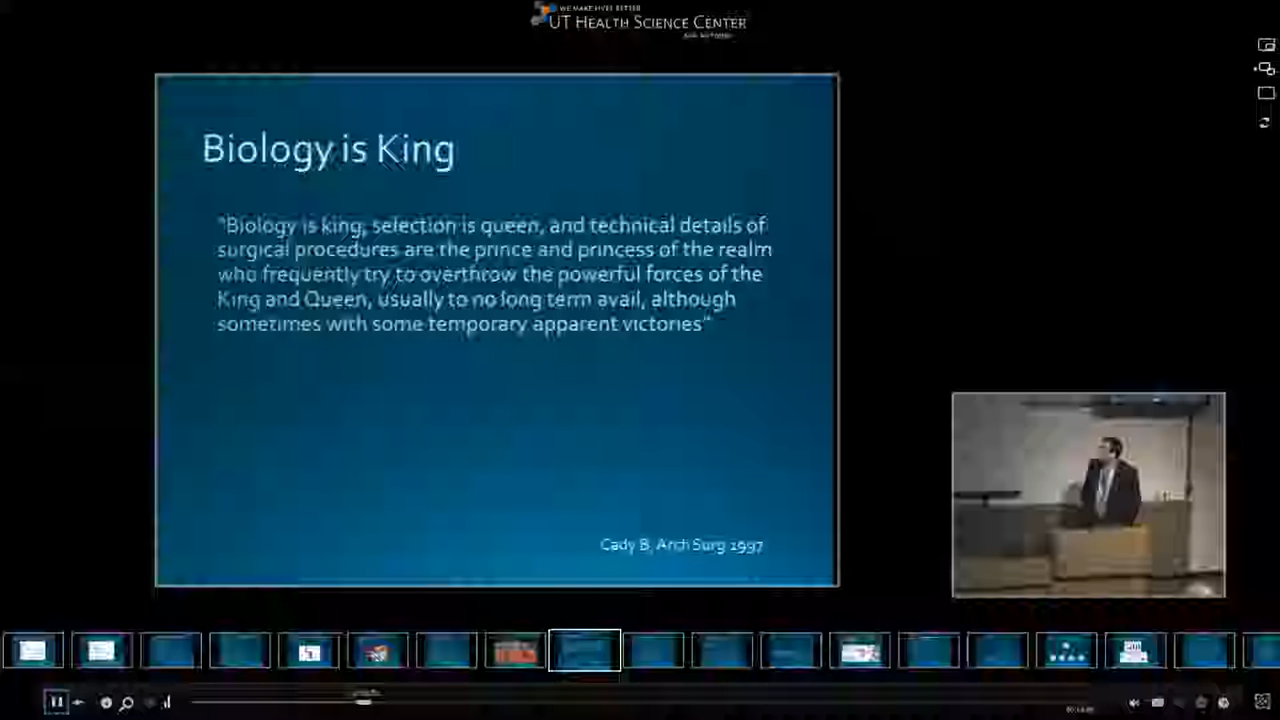 WE MAKE LIVES BETTER
UT HEALTH SCIENCE CENTER
Biology is King
"Biology is king, selection is queen, and technical details of
surgical procedures are the prince and princess of the realm
who frequently try to overthrow the powerful forces of the
King and Queen, usually to no long term avail, although
sometimes with some temporary apparent victories"
Cady B, Arch Surg 1997